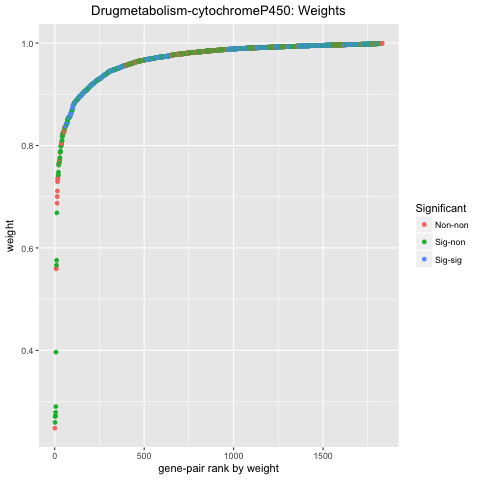 Drugmetabolism-cytochromeP450: Weights
1.0
0.8
0.6
0.4
weight
0
500
1000
1500
gene-pair rank by weight
Significant
Non-non
Sig-non
Sig-sig